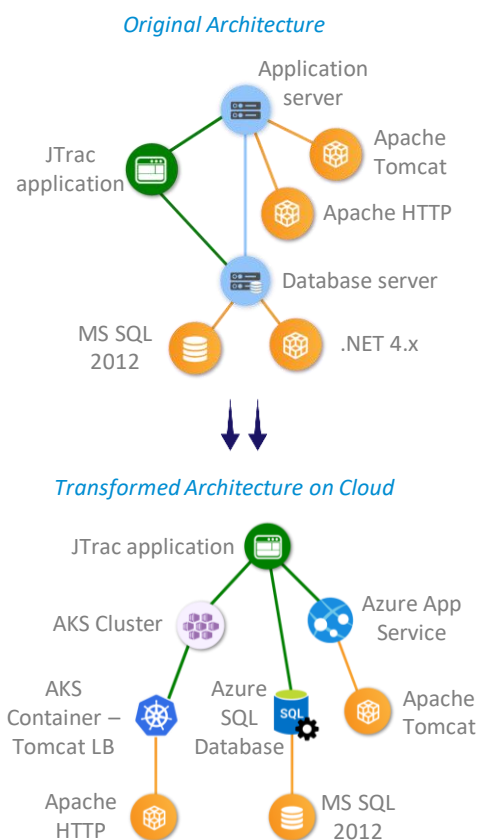 Original Architecture
Application
server
JTrac
application
Apache
Tomcat
Apache HTTP
Database server
MS SQL
2012
.NET 4.x
Transformed Architecture on Cloud
JTrac application
AKS Cluster
Azure App
Service
AKS
Container –
Tomcat LB
Azure
SQL
Database
SQL
Apache
Tomcat
Apache
HTTP
MS SQL
2012